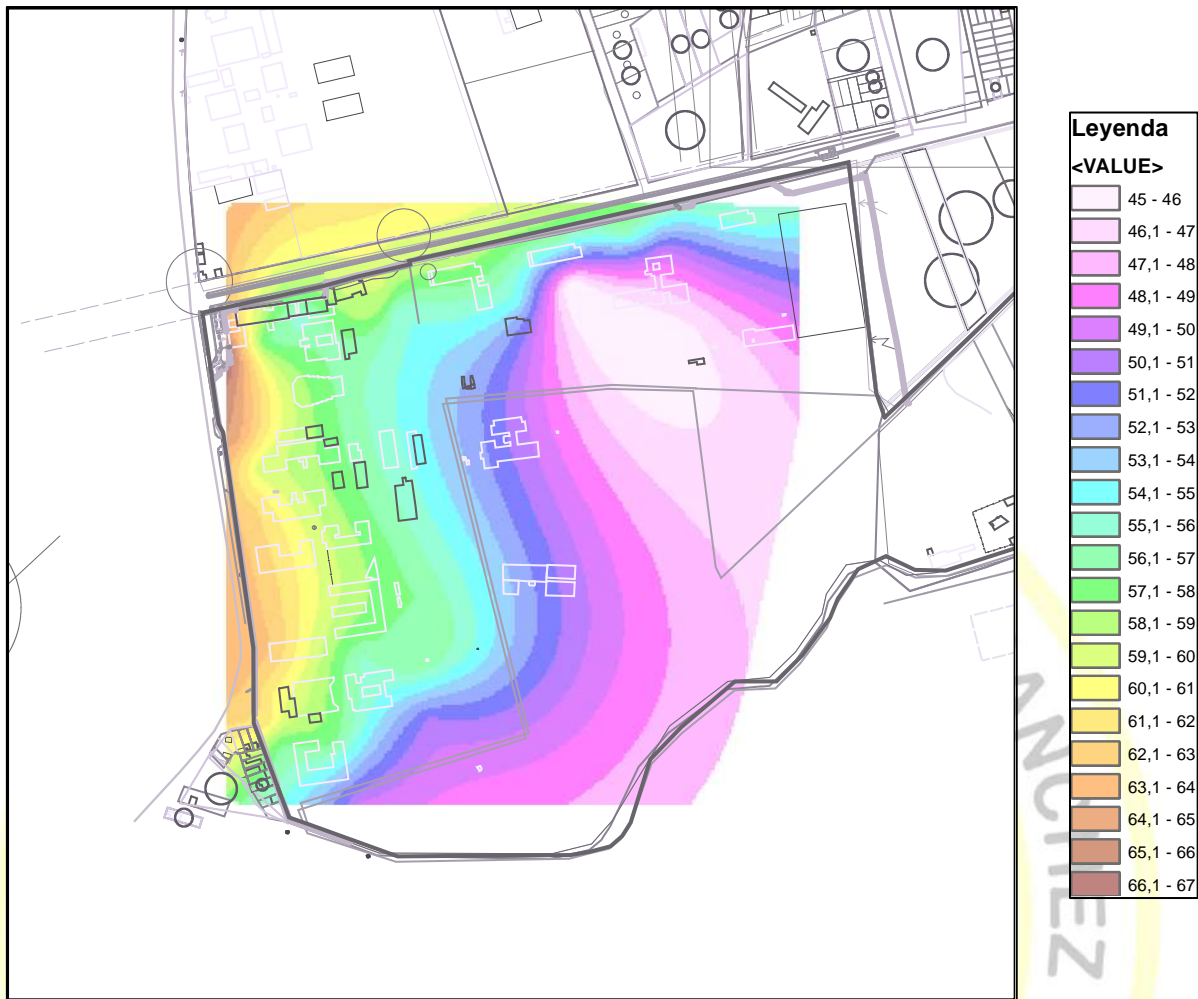 Leyenda
<VALUE>
45 - 46
46,1 - 47
47,1 - 48
48,1 - 49
49,1 - 50
50,1 - 51
51,1 - 52
52,1 - 53
53,1 - 54
54,1 - 55
55,1 - 56
56,1 - 57
57,1 - 58
58,1 - 59
59,1 - 60
60,1 - 61
61,1 - 62
62,1 - 63
63,1 - 64
64,1 - 65
65,1 - 66
66,1 - 67
ANCHEZ